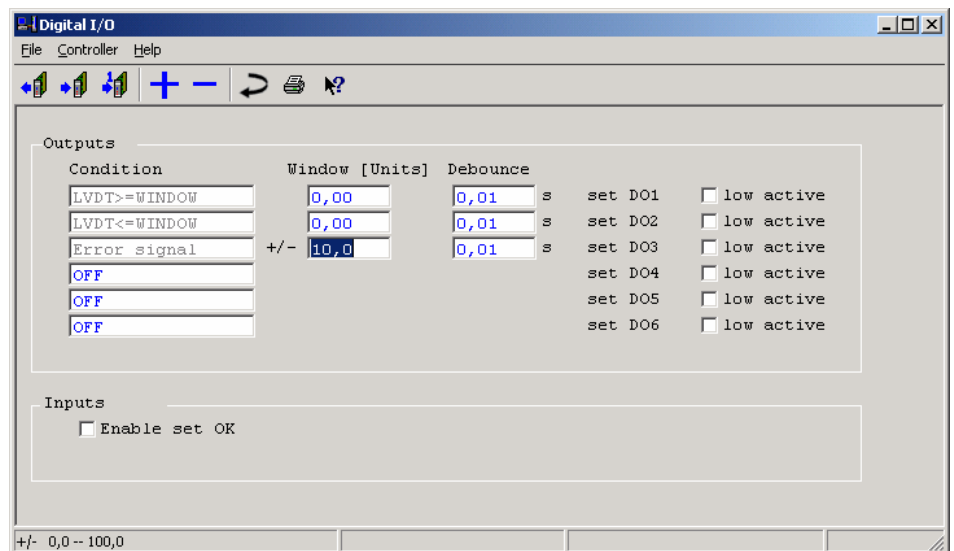 Digital I/O
File Controller Help
1
?
Outputs
Condition Window [Units] Debounce
LVDT>=WINDOW 0,00 0,01 s set DO1 low active
LVDT<=WINDOW 0,00 0,01 s set DO2 low active
Error signal +/- 10,0 0,01 s set DO3 low active
OFF set DO4 low active
OFF set DO5 low active
OFF set DO6 low active
Inputs
Enable set OK
+/- 0,0 -- 100,0